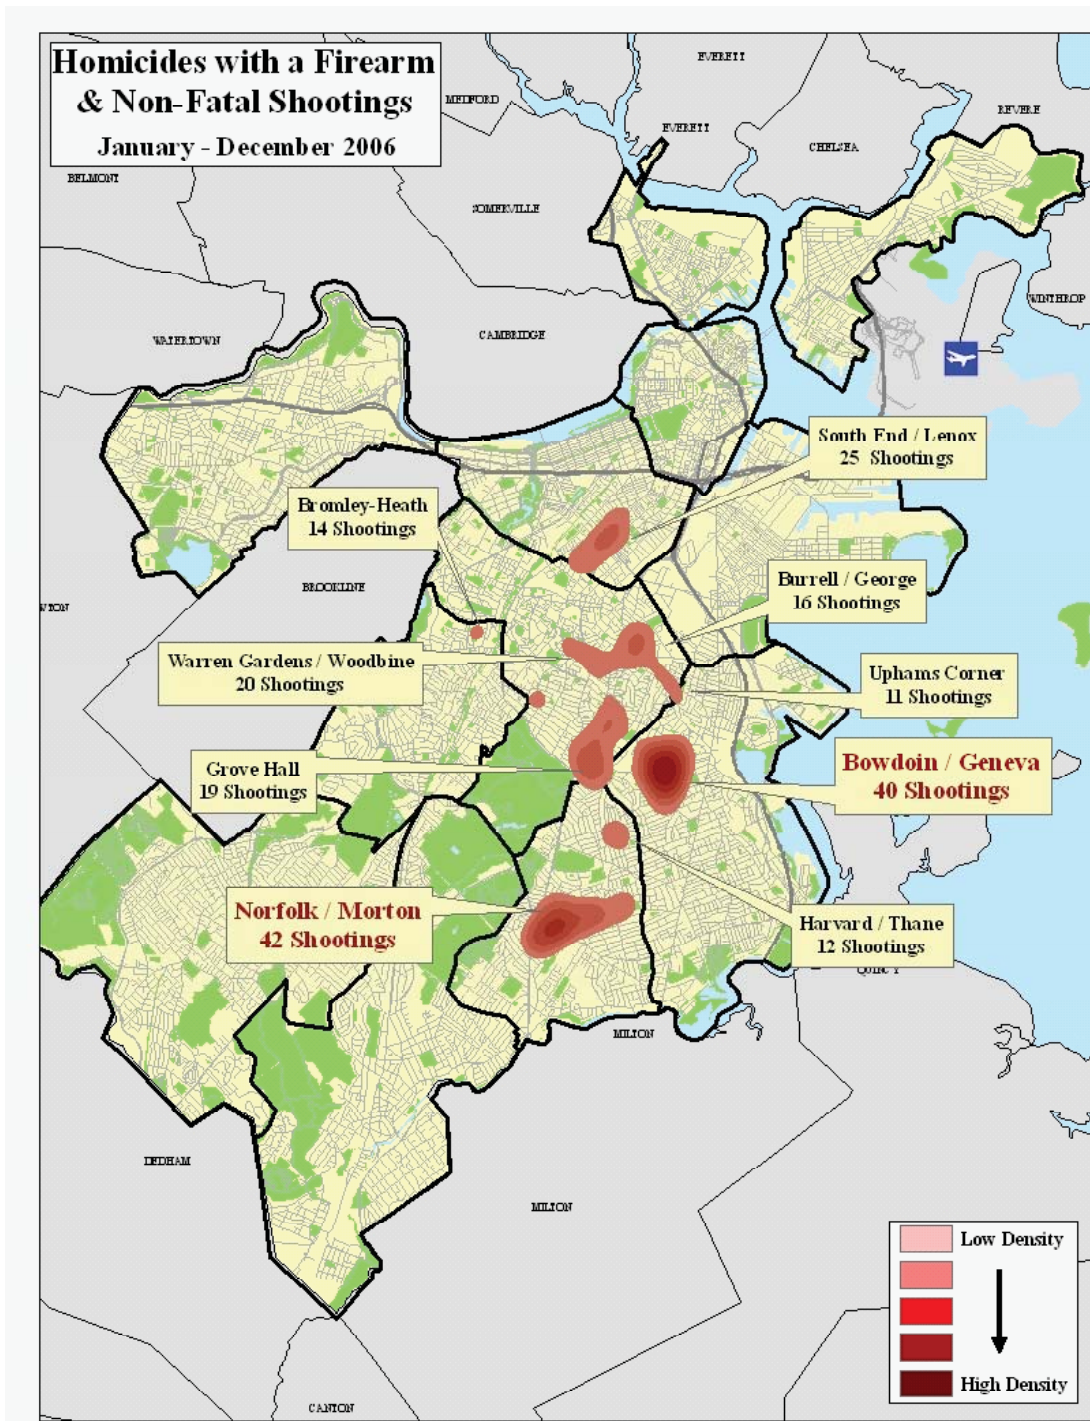 Homicides with a Firearm
& Non-Fatal Shootings
January - December 2006
EVERETT
MEDFORD
REVERE
EVERETT
CHELSEA
BELMONT
SOMERVILLE
WINTHROP
WATERTOWN
CAMBRIDGE
South End / Lenox
25 Shootings
Bromley-Heath
14 Shootings
BROOKLINE
Burrell / George
16 Shootings
WTON
Warren Gardens / Woodbine
20 Shootings
Uphams Corner
11 Shootings
Grove Hall
19 Shootings
Bowdoin / Geneva
40 Shootings
Norfolk / Morton
42 Shootings
Harvard / Thane
12 Shootings
QUINCY
MILTON
DEDHAM
MILTON
Low Density
High Density
CANTON